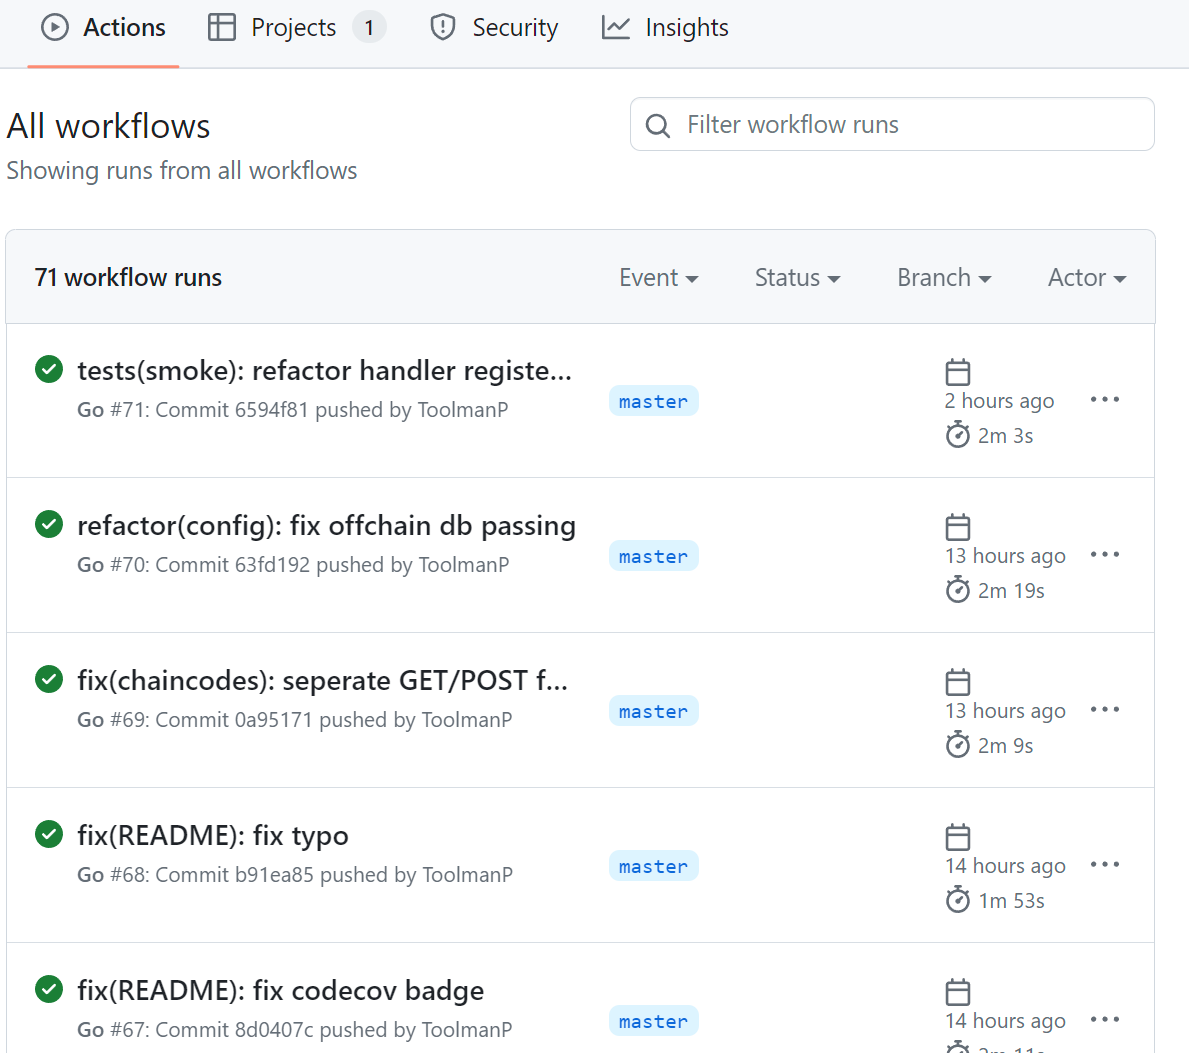 Actions Projects 1 Security Insights
All workflows
Filter workflow runs
Showing runs from all workflows
71 workflow runs Event Status Branch Actor
tests(smoke): refactor handler registe...
Go #71: Commit 6594f81 pushed by ToolmanP
master
2 hours ago
2m 3s
refactor(config): fix offchain db passing
Go #70: Commit 63fd192 pushed by ToolmanP
master
13 hours ago
2m 19s
fix(chaincodes): seperate GET/POST f...
Go #69: Commit 0a95171 pushed by ToolmanP
master
13 hours ago
2m 9s
fix(README): fix typo
Go #68: Commit b91ea85 pushed by ToolmanP
master
14 hours ago
1m 53s
fix(README): fix codecov badge
Go #67: Commit 8d0407c pushed by ToolmanP
master
14 hours ago
2m 11s